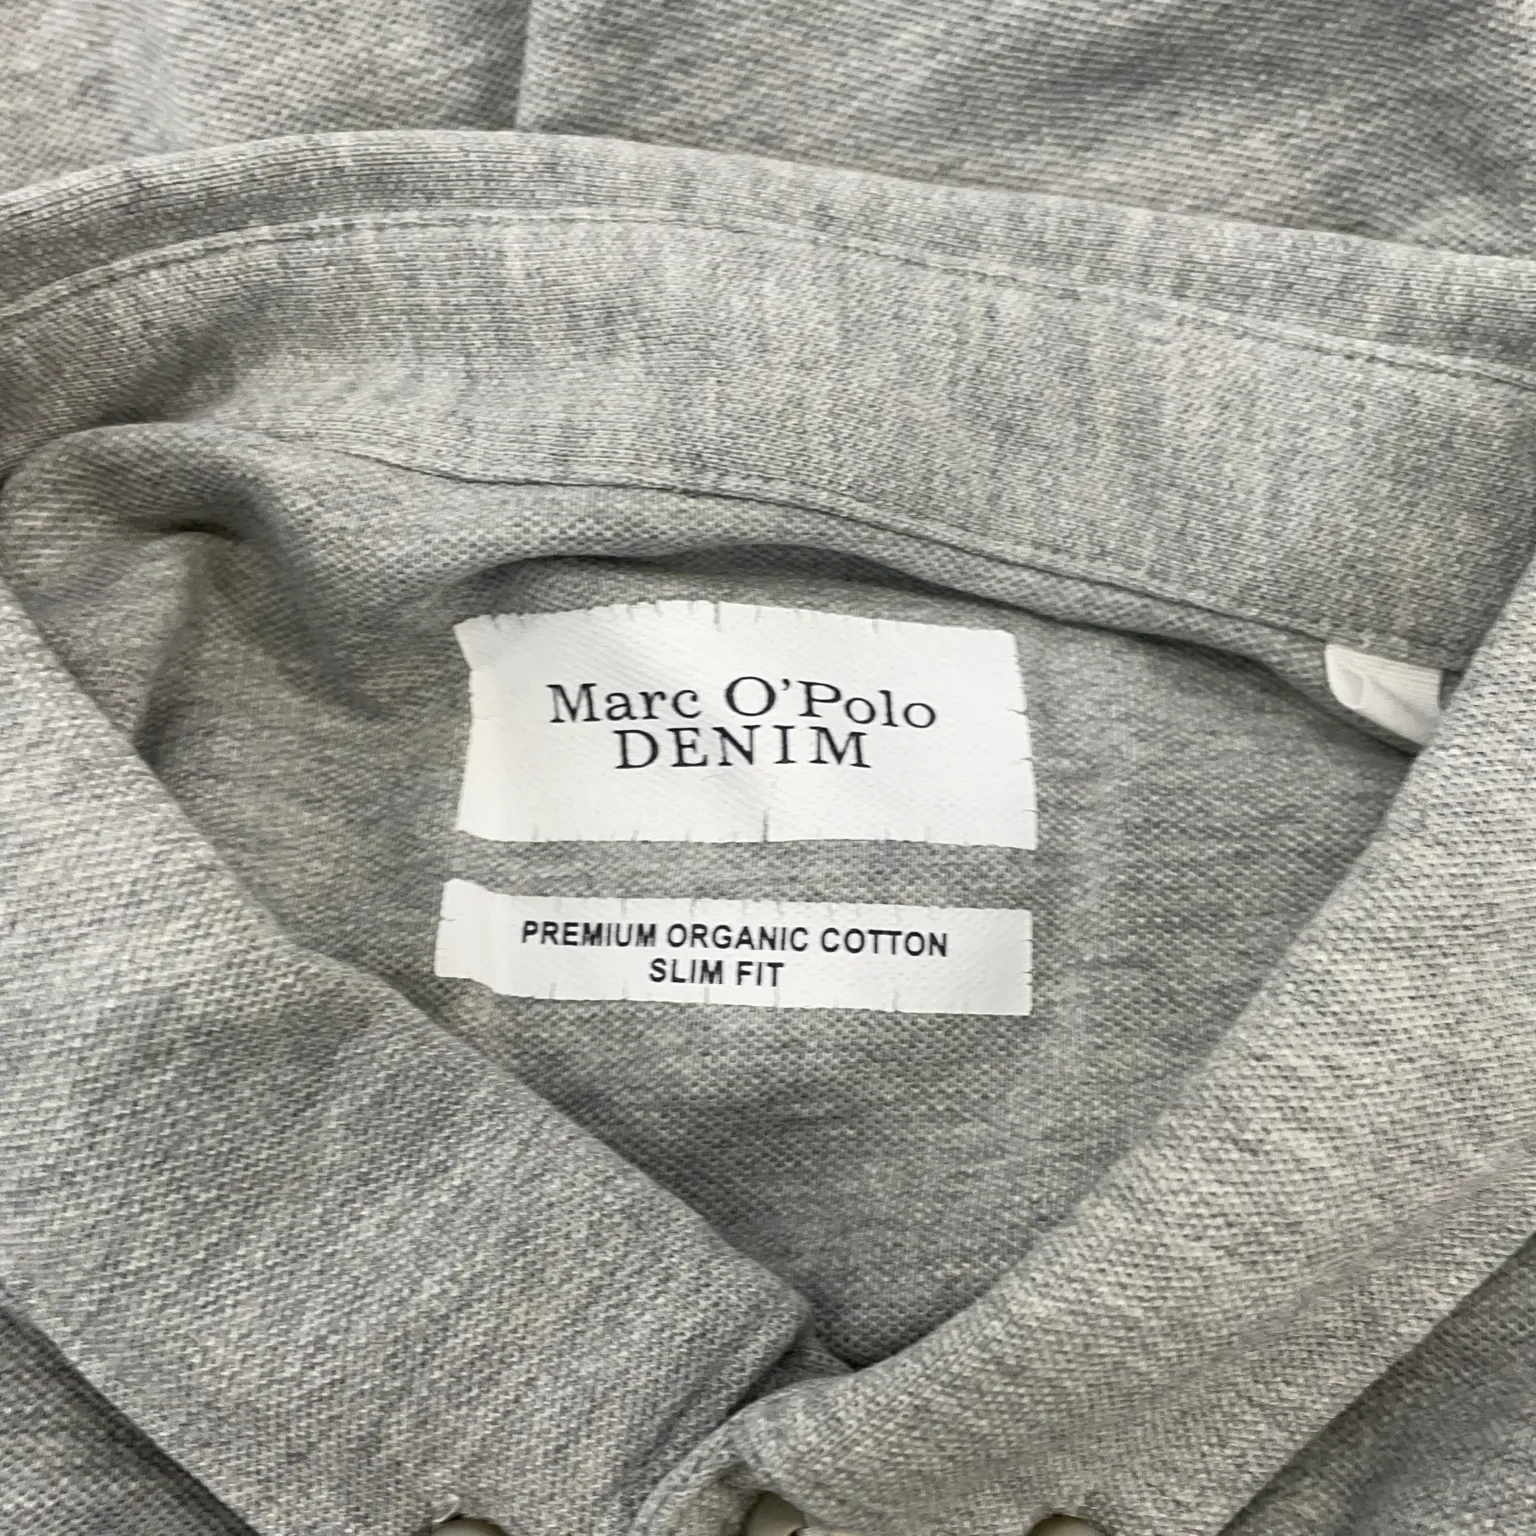 Marc O'Polo
DENIM
PREMIUM ORGANIC COTTON
SLIM FIT